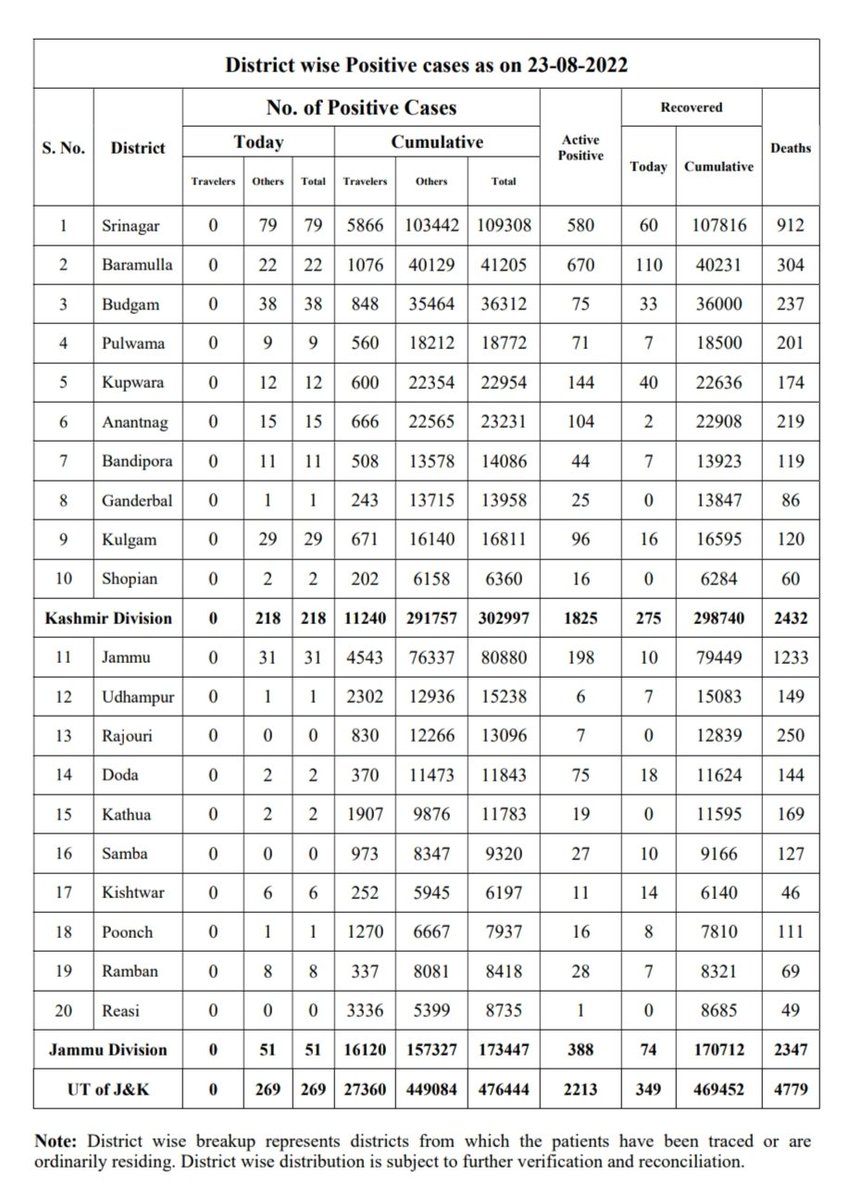 District wise Positive cases as on 23-08-2022
S. No. District No. of Positive Cases Active Positive Recovered Deaths
Today Cumulative Today Cumulative
Travelers Others Total Travelers Others Total
1 Srinagar 0 79 79 5866 103442 109308 580 60 107816 912
2 Baramulla 0 22 22 1076 40129 41205 670 110 40231 304
3 Budgam 0 38 38 848 35464 36312 75 33 36000 237
4 Pulwama 0 9 9 560 18212 18772 71 7 18500 201
5 Kupwara 0 12 12 600 22354 22954 144 40 22636 174
6 Anantnag 0 15 15 666 22565 23231 104 2 22908 219
7 Bandipora 0 11 11 508 13578 14086 44 7 13923 119
8 Ganderbal 0 1 1 243 13715 13958 25 0 13847 86
9 Kulgam 0 29 29 671 16140 16811 96 16 16595 120
10 Shopian 0 2 2 202 6158 6360 16 0 6284 60
Kashmir Division 0 218 218 11240 291757 302997 1825 275 298740 2432
11 Jammu 0 31 31 4543 76337 80880 198 10 79449 1233
12 Udhampur 0 1 1 2302 12936 15238 6 7 15083 149
13 Rajouri 0 0 0 830 12266 13096 7 0 12839 250
14 Doda 0 2 2 370 11473 11843 75 18 11624 144
15 Kathua 0 2 2 1907 9876 11783 19 0 11595 169
16 Samba 0 0 0 973 8347 9320 27 10 9166 127
17 Kishtwar 0 6 6 252 5945 6197 11 14 6140 46
18 Poonch 0 1 1 1270 6667 7937 16 8 7810 111
19 Ramban 0 8 8 337 8081 8418 28 7 8321 69
20 Reasi 0 0 0 3336 5399 8735 1 0 8685 49
Jammu Division 0 51 51 16120 157327 173447 388 74 170712 2347
UT of J&K 0 269 269 27360 449084 476444 2213 349 469452 4779
Note: District wise breakup represents districts from which the patients have been traced or are
ordinarily residing. District wise distribution is subject to further verification and reconciliation.